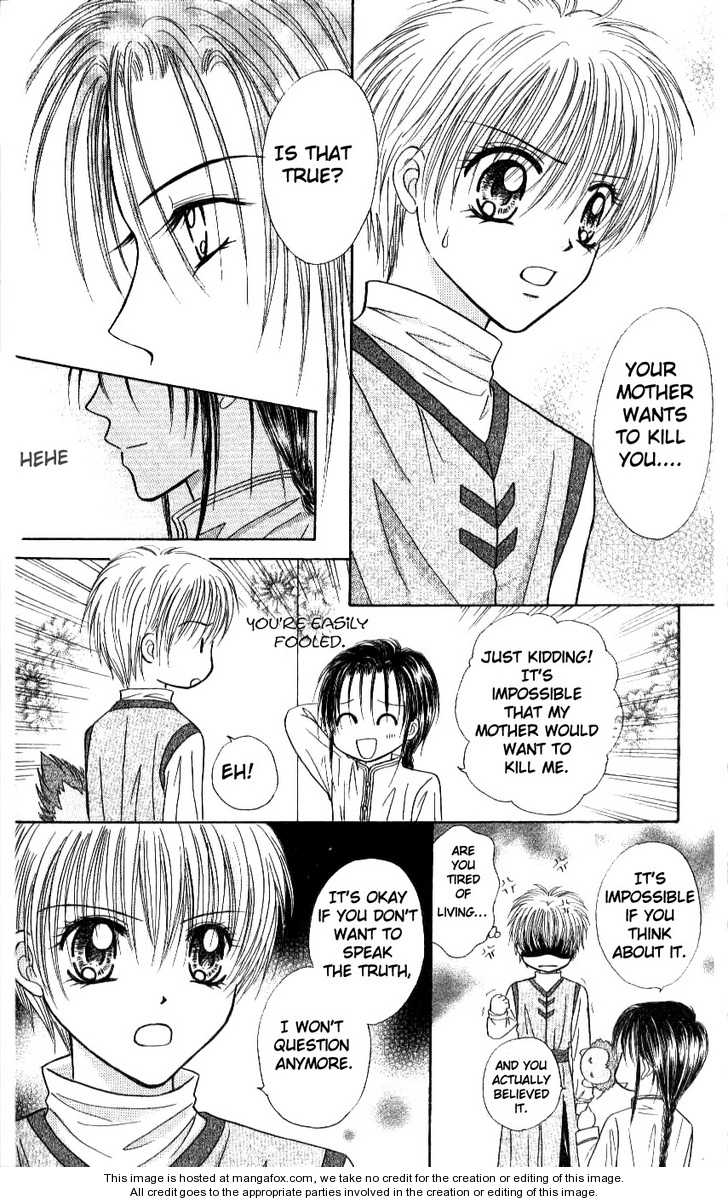 IS THAT
TRUE?
YOUR
MOTHER
WANTS
TO KILL
YOU....
HEHE
YOU'RE EASILY
FOOLED.
EH!
JUST KIDDING!
IT'S
IMPOSSIBLE
THAT MY
MOTHER WOULD
WANT TO
KILL ME.
IT'S OKAY
IF YOU DON'T
WANT TO
SPEAK
THE TRUTH,
I WON'T
QUESTION
ANYMORE.
ARE
YOU
TIRED
OF
LIVING...
IT'S
IMPOSSIBLE
IF YOU
THINK
ABOUT IT.
AND YOU
ACTUALLY
BELIEVED
IT.
This image is hosted at mangafox.com, we take no credit for the creation or editing of this image.
All credit goes to the appropriate parties involved in the creation or editing of this image.